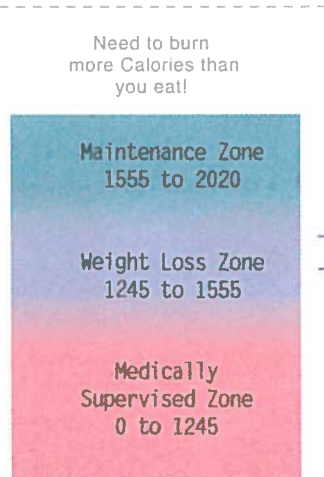 Need to burn
more Calories than
you eat!
Maintenance Zone
1555 to 2020
Weight Loss Zone
1245 to 1555
Medically
Supervised Zone
0 to 1245